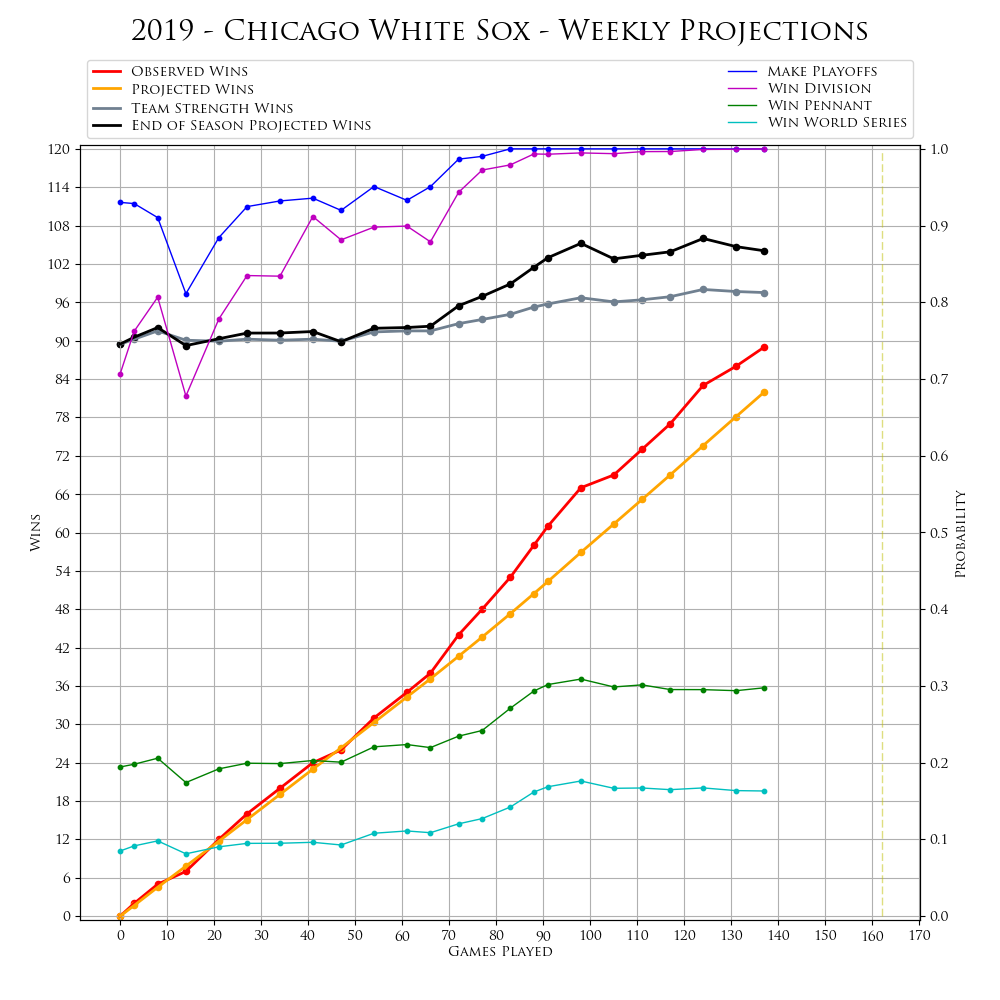 2019 - Chicago White Sox - Weekly Projections
Observed Wins
Projected Wins
Team Strength Wins
End of Season Projected Wins
Make Playoffs
Win Division
Win Pennant
Win World Series
120
114
108
102
96
90
84
78
72
66
60
54
48
42
36
30
24
18
12
6
0
Wins
1.0
0.9
0.8
0.7
0.6
0.5
0.4
0.3
0.2
0.1
0.0
Probability
0 10 20 30 40 50 60 70 80 90 100 110 120 130 140 150 160 170
Games Played